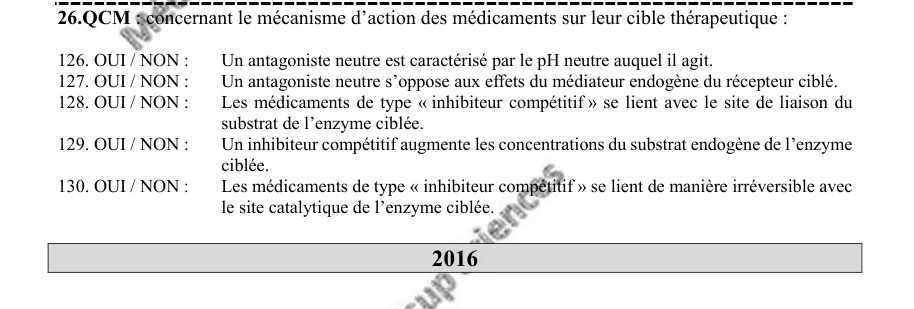 26.QCM : concernant le mécanisme d’action des médicaments sur leur cible thérapeutique :
126. OUI / NON : Un antagoniste neutre est caractérisé par le pH neutre auquel il agit.
127. OUI / NON : Un antagoniste neutre s’oppose aux effets du médiateur endogène du récepteur ciblé.
128. OUI / NON : Les médicaments de type « inhibiteur compétitif » se lient avec le site de liaison du
substrat de l’enzyme ciblée.
129. OUI / NON : Un inhibiteur compétitif augmente les concentrations du substrat endogène de l’enzyme
ciblée.
130. OUI / NON : Les médicaments de type « inhibiteur compétitif » se lient de manière irréversible avec
le site catalytique de l’enzyme ciblée.
2016